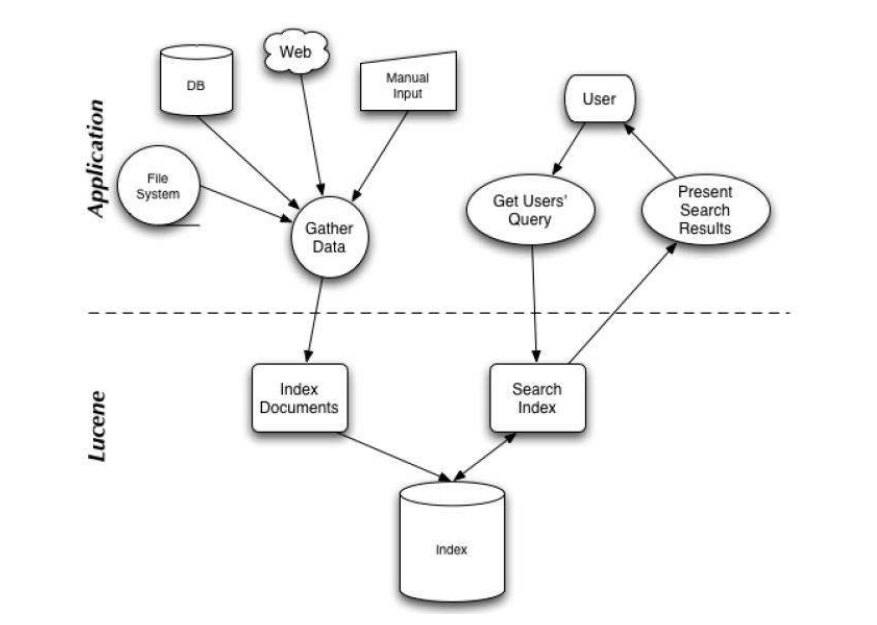 Application
DB
Web
Manual
Input
File
System
Gather
Data
User
Get Users'
Query
Present
Search
Results
Lucene
Index
Documents
Search
Index
Index